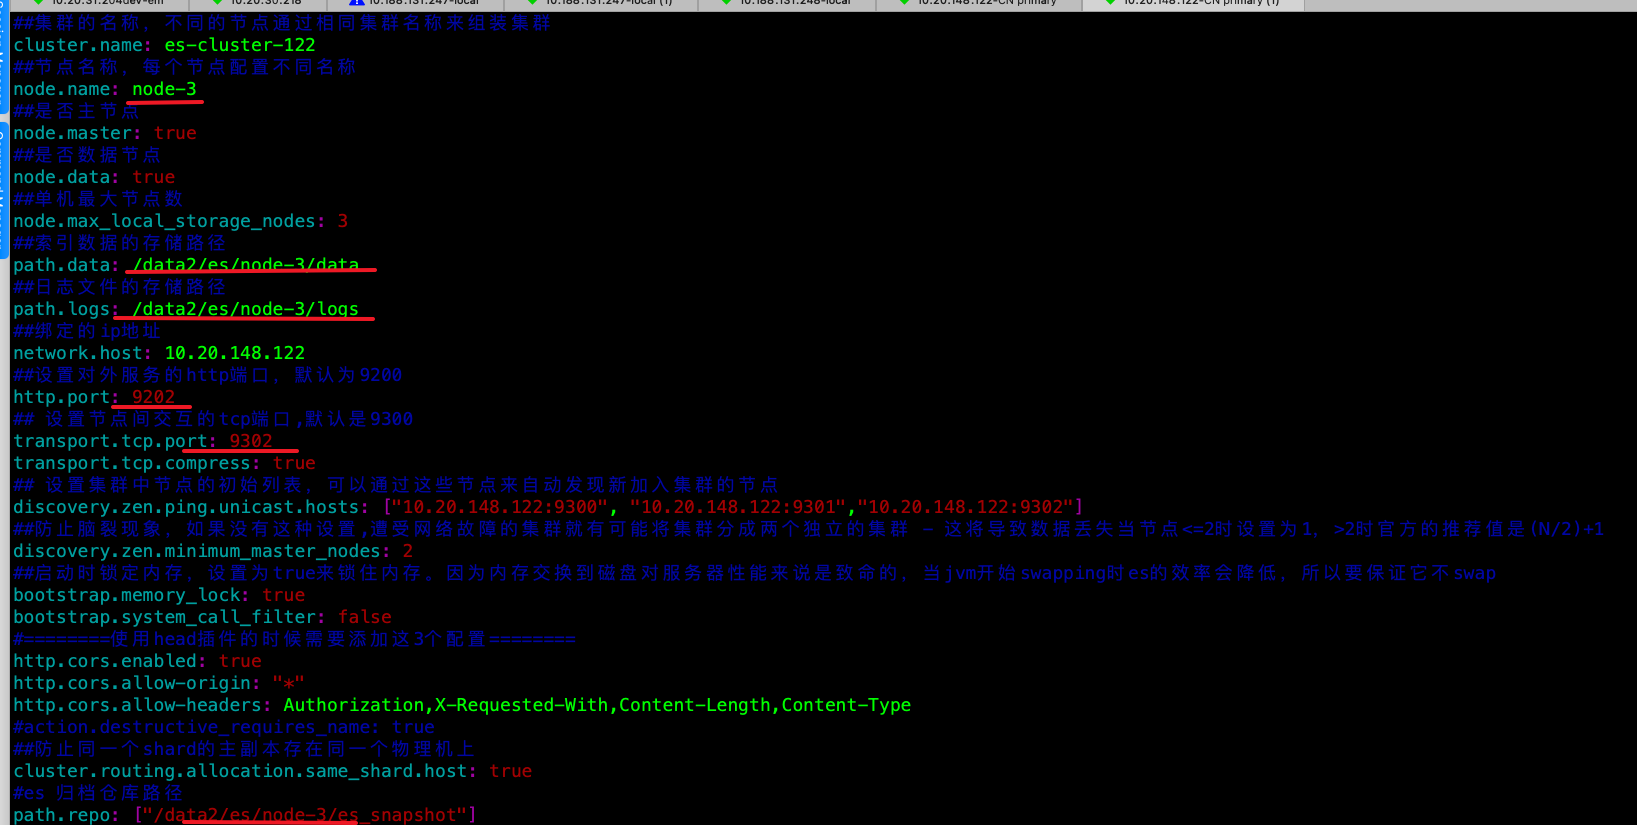 10.20.31.204dev-em 10.20.30.218 10.188.131.247-local 10.188.131.247-local (1) 10.188.131.248-local 10.20.148.122-CN primary 10.20.148.122-CN primary (1)
##集群的名称，不同的节点通过相同集群名称来组装集群
cluster.name: es-cluster-122
##节点名称，每个节点配置不同名称
node.name: node-3
##是否主节点
node.master: true
##是否数据节点
node.data: true
##单机最大节点数
node.max_local_storage_nodes: 3
##索引数据的存储路径
path.data: /data2/es/node-3/data
##日志文件的存储路径
path.logs: /data2/es/node-3/logs
##绑定的ip地址
network.host: 10.20.148.122
##设置对外服务的http端口，默认为9200
http.port: 9202
## 设置节点间交互的tcp端口,默认是9300
transport.tcp.port: 9302
transport.tcp.compress: true
## 设置集群中节点的初始列表，可以通过这些节点来自动发现新加入集群的节点
discovery.zen.ping.unicast.hosts: ["10.20.148.122:9300", "10.20.148.122:9301","10.20.148.122:9302"]
##防止脑裂现象，如果没有这种设置,遭受网络故障的集群就有可能将集群分成两个独立的集群 – 这将导致数据丢失当节点<=2时设置为1，>2时官方的推荐值是(N/2)+1
discovery.zen.minimum_master_nodes: 2
##启动时锁定内存，设置为true来锁住内存。因为内存交换到磁盘对服务器性能来说是致命的，当jvm开始swapping时es的效率会降低，所以要保证它不swap
bootstrap.memory_lock: true
bootstrap.system_call_filter: false
#========使用head插件的时候需要添加这3个配置========
http.cors.enabled: true
http.cors.allow-origin: "*"
http.cors.allow-headers: Authorization,X-Requested-With,Content-Length,Content-Type
#action.destructive_requires_name: true
##防止同一个shard的主副本存在同一个物理机上
cluster.routing.allocation.same_shard.host: true
#es 归档仓库路径
path.repo: ["/data2/es/node-3/es_snapshot"]